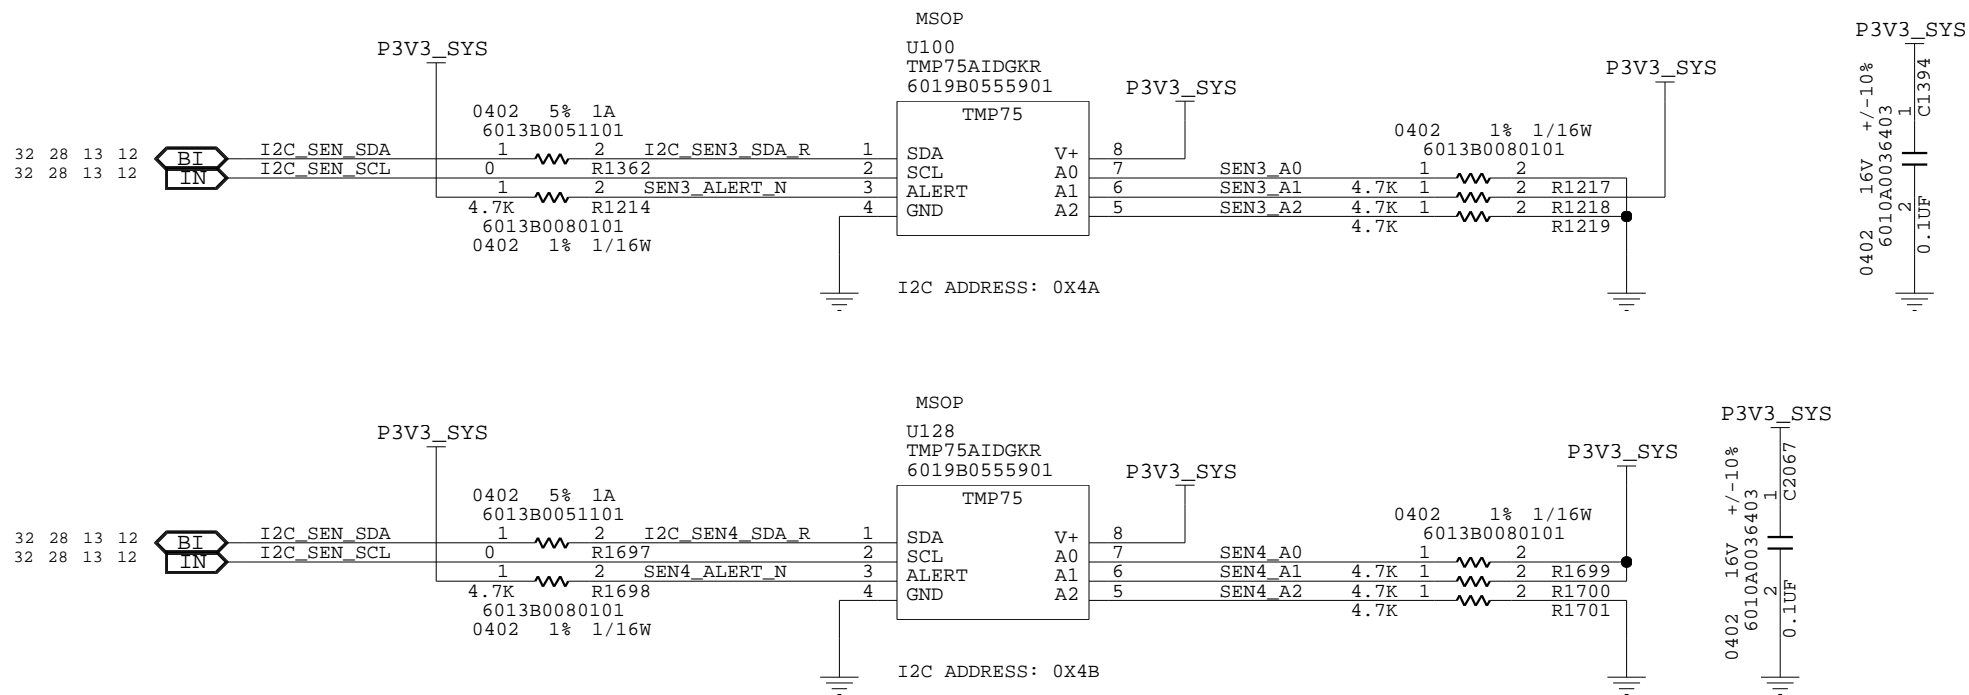 MSOP
U100
TMP75AIDGKR
6019B0555901
TMP75
P3V3_SYS
P3V3_SYS
P3V3_SYS
P3V3_SYS
0402 5% 1A
6013B0051101
32 28 13 12 BI I2C_SEN_SDA 1 2 I2C_SEN3_SDA_R 1 SDA V+ 8
32 28 13 12 IN I2C_SEN_SCL 0 R1362 2 SCL A0 7 SEN3_A0 1 2
1 2 SEN3_ALERT_N 3 ALERT A1 6 SEN3_A1 4.7K 1 2 R1217
4.7K R1214 4 GND A2 5 SEN3_A2 4.7K 1 2 R1218
4.7K R1219
6013B0080101
0402 1% 1/16W
0402 1% 1/16W
6013B0080101
I2C ADDRESS: 0X4A
0402 16V +/-10%
6010A0036403
2 1
0.1UF C1394
MSOP
U128
TMP75AIDGKR
6019B0555901
TMP75
P3V3_SYS
P3V3_SYS
P3V3_SYS
P3V3_SYS
0402 5% 1A
6013B0051101
32 28 13 12 BI I2C_SEN_SDA 1 2 I2C_SEN4_SDA_R 1 SDA V+ 8
32 28 13 12 IN I2C_SEN_SCL 0 R1697 2 SCL A0 7 SEN4_A0 1 2
1 2 SEN4_ALERT_N 3 ALERT A1 6 SEN4_A1 4.7K 1 2 R1699
4.7K R1698 4 GND A2 5 SEN4_A2 4.7K 1 2 R1700
4.7K R1701
6013B0080101
0402 1% 1/16W
0402 1% 1/16W
6013B0080101
I2C ADDRESS: 0X4B
0402 16V +/-10%
6010A0036403
2 1
0.1UF C2067